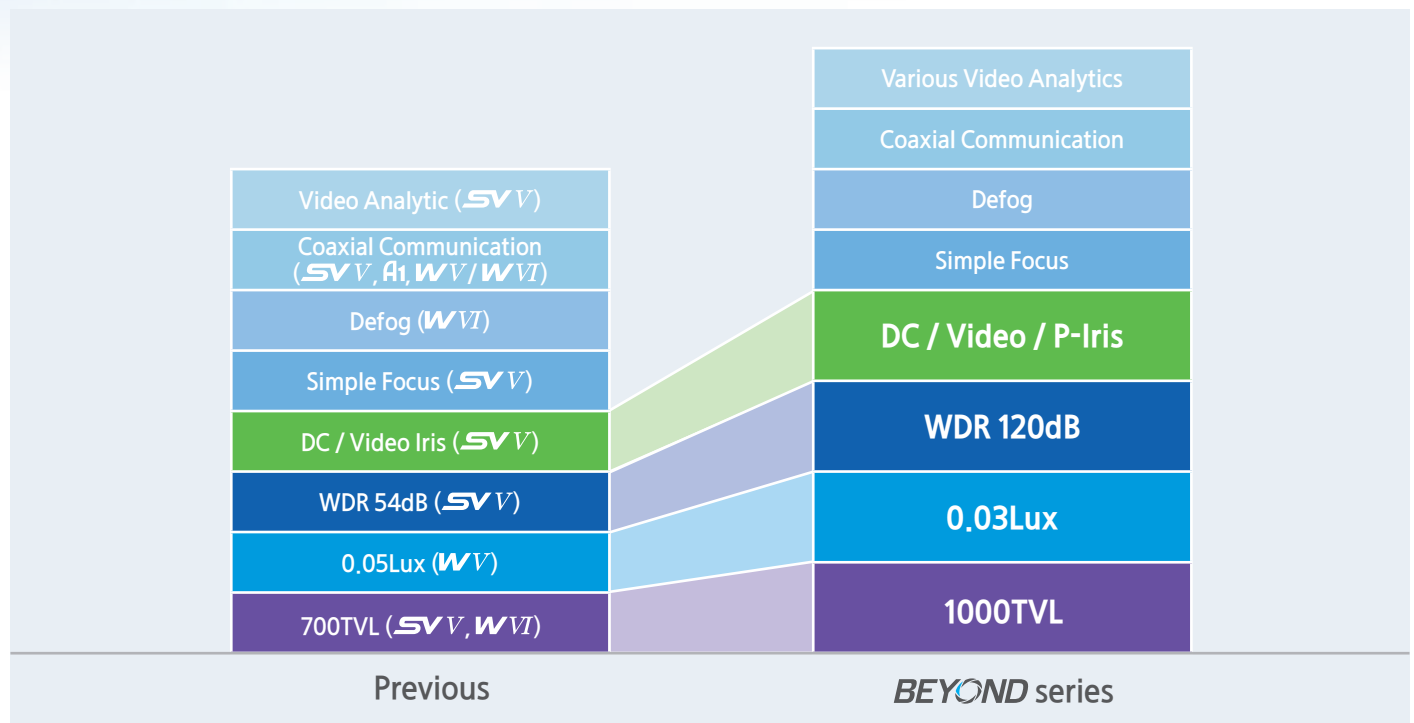 Various Video Analytics
Coaxial Communication
Defog
Simple Focus
DC / Video / P-Iris
WDR 120dB
0.03Lux
1000TVL
Video Analytic (SV V)
Coaxial Communication
(SV V, A1, W V / W VI)
Defog (W VI)
Simple Focus (SV V)
DC / Video Iris (SV V)
WDR 54dB (SV V)
0.05Lux (W V)
700TVL (SV V, W VI)
Previous
BEYOND series